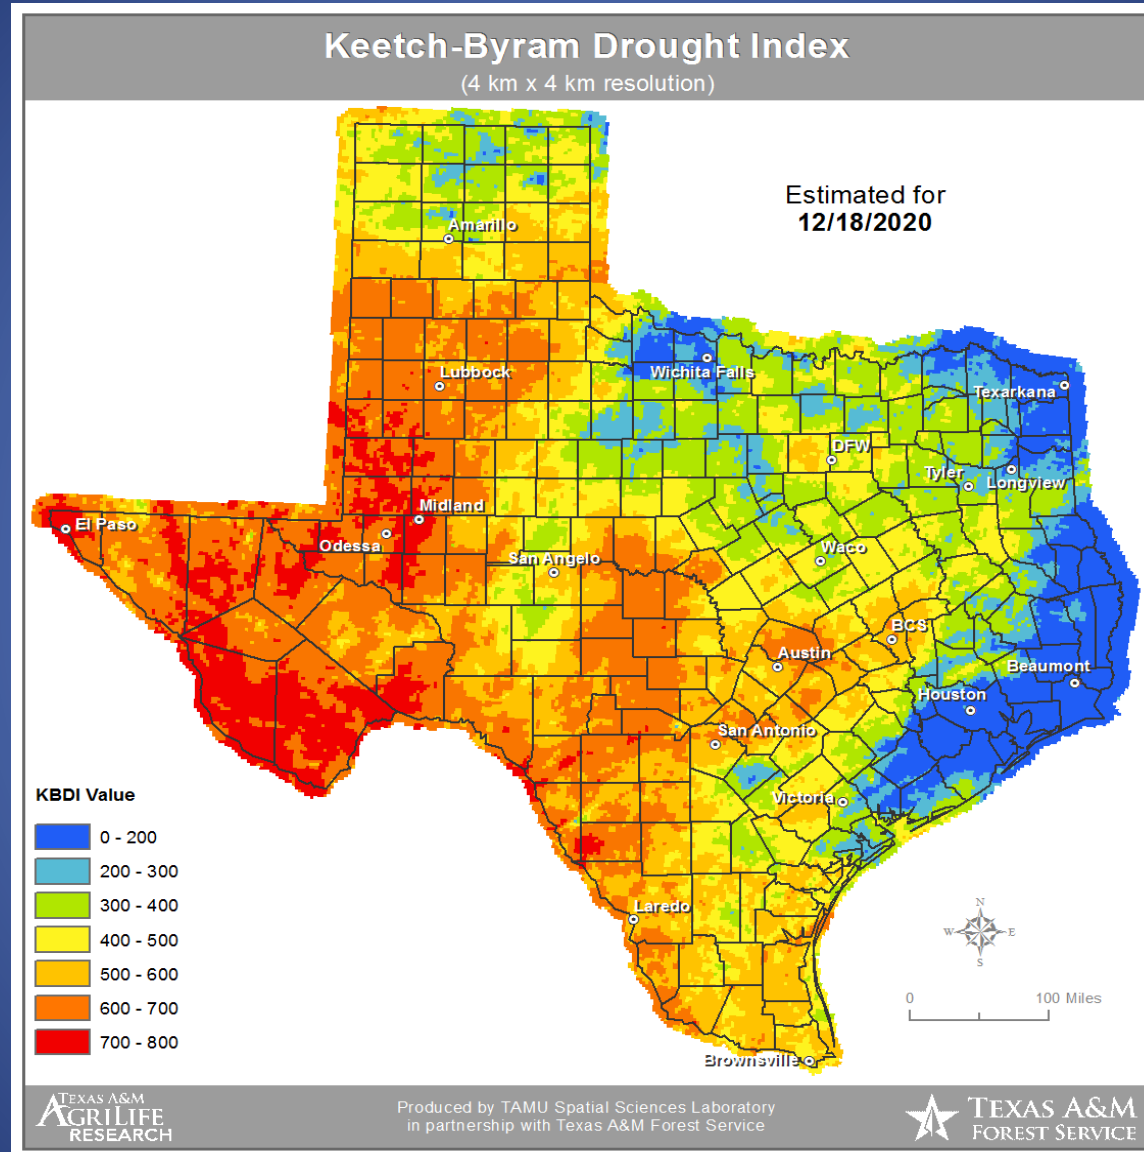 Keetch-Byram Drought Index
(4 km x 4 km resolution)
Estimated for
12/18/2020
Amarillo
Wichita Falls
Lubbock
Texarkana
DFW
Tyler
Longview
Midland
El Paso
Odessa
San Angelo
Waco
BCS
Austin
Beaumont
Houston
San Antonio
Victoria
Laredo
Brownsville
KBDI Value
0 - 200
200 - 300
300 - 400
400 - 500
500 - 600
600 - 700
700 - 800
N
W
E
S
0
100 Miles
TEXAS A&M
AGRILIFE
RESEARCH
Produced by TAMU Spatial Sciences Laboratory
in partnership with Texas A&M Forest Service
TEXAS A&M
FOREST SERVICE